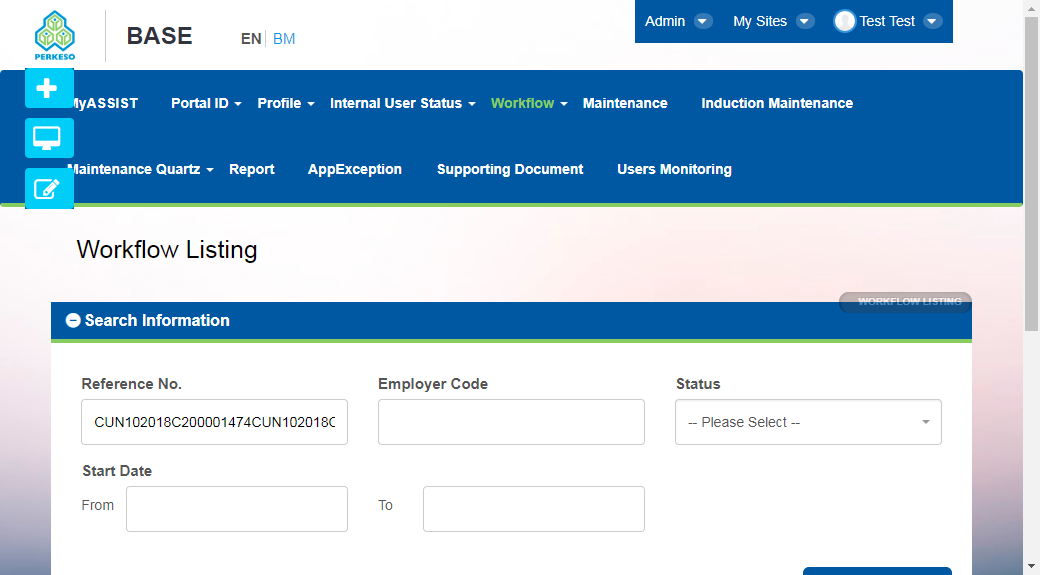 PERKESO
BASE
EN BM
Admin My Sites Test Test
MyASSIST Portal ID Profile Internal User Status Workflow Maintenance Induction Maintenance
Maintenance Quartz Report AppException Supporting Document Users Monitoring
Workflow Listing
WORKFLOW LISTING
Search Information
Reference No. Employer Code Status
CUN102018C200001474CUN102018C -- Please Select --
Start Date
From To